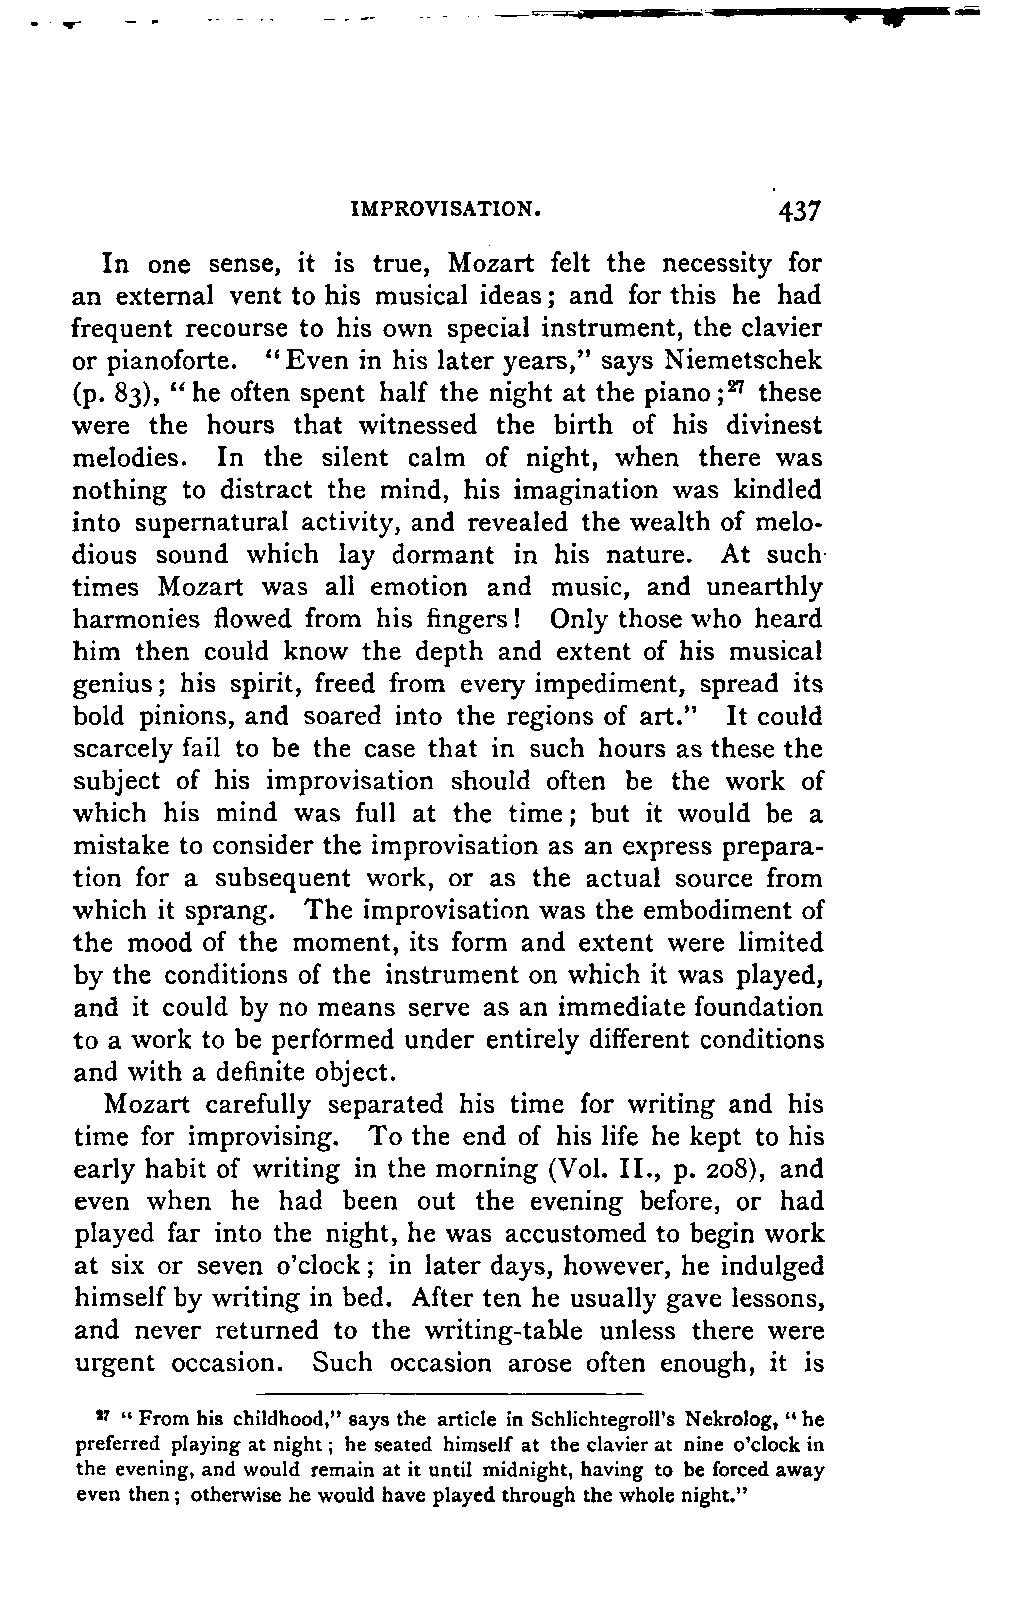 IMPROVISATION. 437
In one sense, it is true, Mozart felt the necessity for
an external vent to his musical ideas; and for this he had
frequent recourse to his own special instrument, the clavier
or pianoforte. "Even in his later years," says Niemetschek
(p. 83), "he often spent half the night at the piano;²⁷ these
were the hours that witnessed the birth of his divinest
melodies. In the silent calm of night, when there was
nothing to distract the mind, his imagination was kindled
into supernatural activity, and revealed the wealth of melo-
dious sound which lay dormant in his nature. At such
times Mozart was all emotion and music, and unearthly
harmonies flowed from his fingers! Only those who heard
him then could know the depth and extent of his musical
genius; his spirit, freed from every impediment, spread its
bold pinions, and soared into the regions of art." It could
scarcely fail to be the case that in such hours as these the
subject of his improvisation should often be the work of
which his mind was full at the time; but it would be a
mistake to consider the improvisation as an express prepara-
tion for a subsequent work, or as the actual source from
which it sprang. The improvisation was the embodiment of
the mood of the moment, its form and extent were limited
by the conditions of the instrument on which it was played,
and it could by no means serve as an immediate foundation
to a work to be performed under entirely different conditions
and with a definite object.
Mozart carefully separated his time for writing and his
time for improvising. To the end of his life he kept to his
early habit of writing in the morning (Vol. II., p. 208), and
even when he had been out the evening before, or had
played far into the night, he was accustomed to begin work
at six or seven o'clock; in later days, however, he indulged
himself by writing in bed. After ten he usually gave lessons,
and never returned to the writing-table unless there were
urgent occasion. Such occasion arose often enough, it is
²⁷ "From his childhood," says the article in Schlichtegroll's Nekrolog, "he
preferred playing at night; he seated himself at the clavier at nine o'clock in
the evening, and would remain at it until midnight, having to be forced away
even then; otherwise he would have played through the whole night."